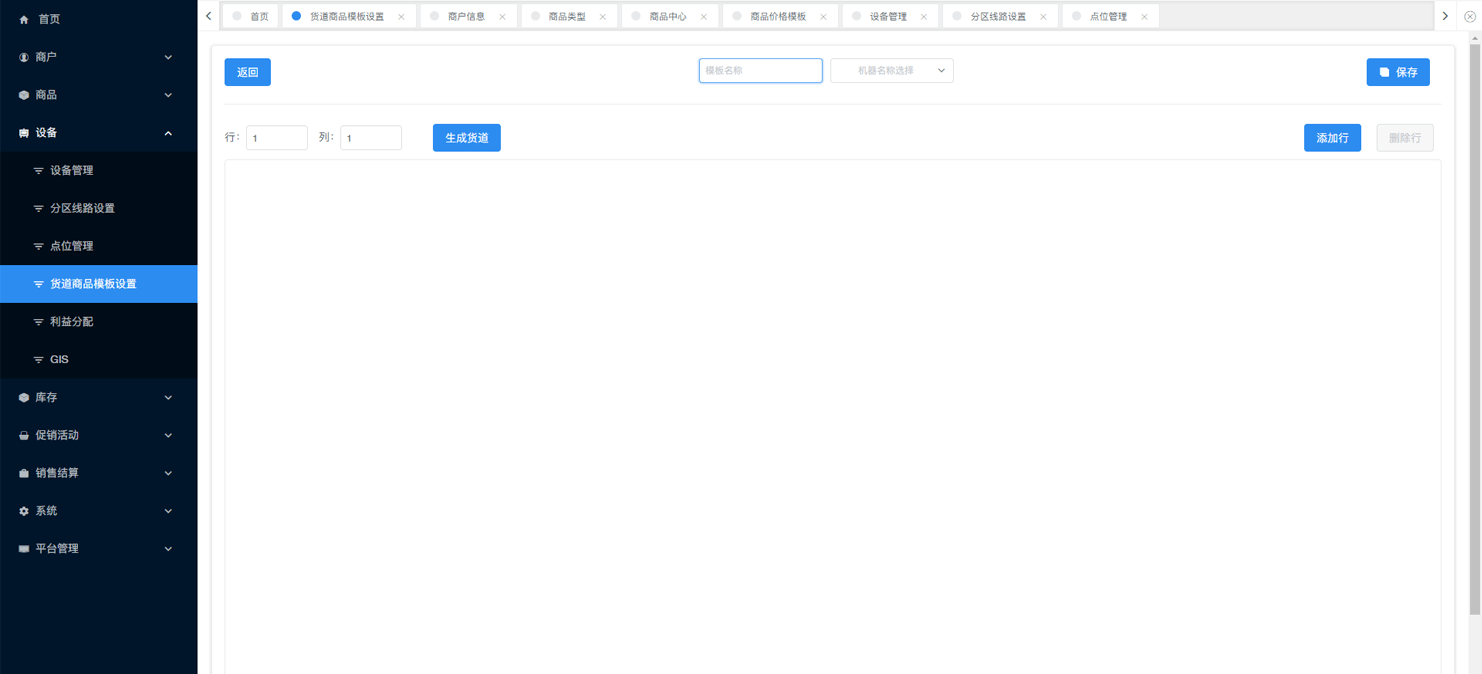 首页
商户
商品
设备
设备管理
分区线路设置
点位管理
货道商品模板设置
利益分配
GIS
库存
促销活动
销售结算
系统
平台管理
首页 货道商品模板设置 商户信息 商品类型 商品中心 商品价格模板 设备管理 分区线路设置 点位管理
返回 模板名称 机器名称选择 保存
行: 1 列: 1 生成货道 添加行 删除行